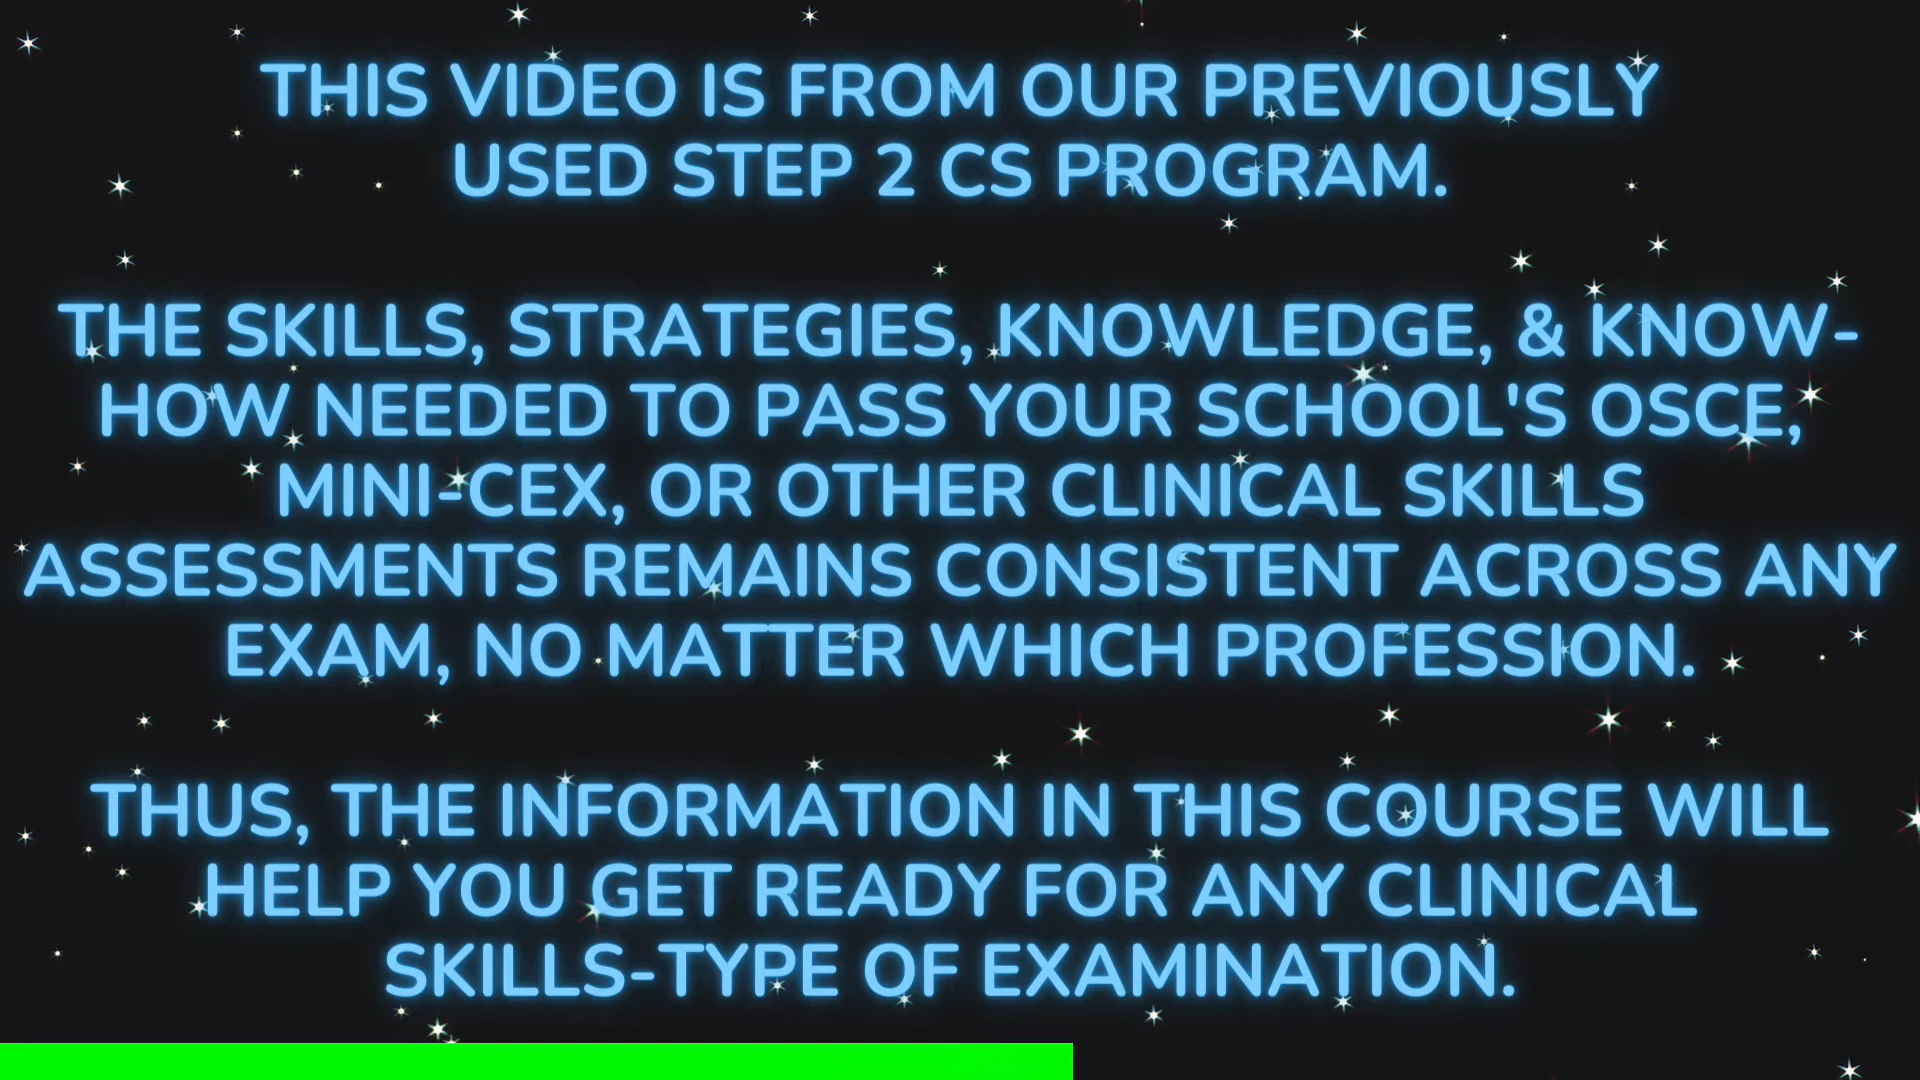 THIS VIDEO IS FROM OUR PREVIOUSLY
USED STEP 2 CS PROGRAM.
THE SKILLS, STRATEGIES, KNOWLEDGE, & KNOW-
HOW NEEDED TO PASS YOUR SCHOOL'S OSCE,
MINI-CEX, OR OTHER CLINICAL SKILLS
ASSESSMENTS REMAINS CONSISTENT ACROSS ANY
EXAM, NO MATTER WHICH PROFESSION.
THUS, THE INFORMATION IN THIS COURSE WILL
HELP YOU GET READY FOR ANY CLINICAL
SKILLS-TYPE OF EXAMINATION.